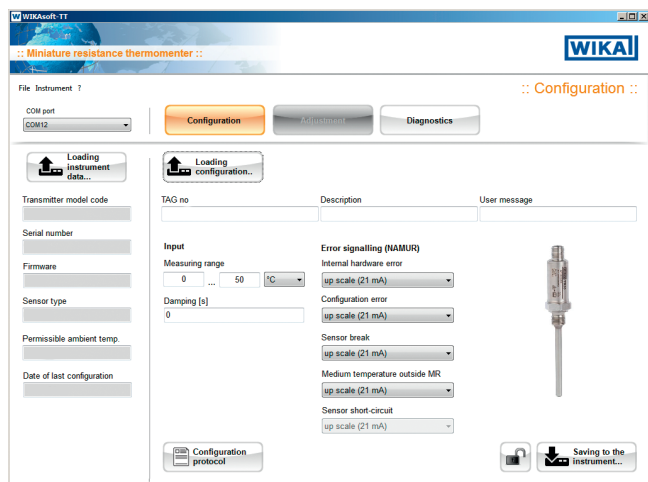 WIKAsoft-TT
:: Miniature resistance thermomenter ::
WIKA
File Instrument ?
:: Configuration ::
COM port
COM12
Configuration
Adjustment
Diagnostics
Loading
instrument
data...
Loading
configuration..
Transmitter model code
TAG no
Description
User message
Serial number
Input
Error signalling (NAMUR)
Firmware
Measuring range
Internal hardware error
0 ... 50 °C
up scale (21 mA)
Sensor type
Damping [s]
Configuration error
0
up scale (21 mA)
Permissible ambient temp.
Sensor break
up scale (21 mA)
Date of last configuration
Medium temperature outside MR
up scale (21 mA)
Sensor short-circuit
up scale (21 mA)
Configuration
protocol
Saving to the
instrument...